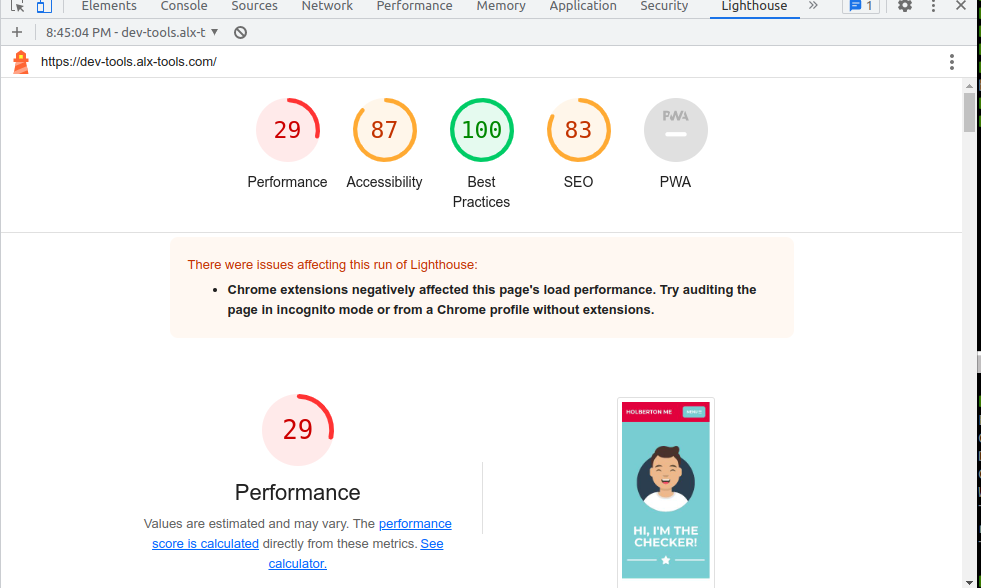 Elements Console Sources Network Performance Memory Application Security Lighthouse » 1
8:45:04 PM - dev-tools.alx-t
https://dev-tools.alx-tools.com/
29 87 100 83 PWA
Performance Accessibility Best Practices SEO PWA
There were issues affecting this run of Lighthouse:
• Chrome extensions negatively affected this page's load performance. Try auditing the
page in incognito mode or from a Chrome profile without extensions.
29
Performance
Values are estimated and may vary. The performance
score is calculated directly from these metrics. See
calculator.
HOLBERTON ME MENU
HI, I'M THE
CHECKER!